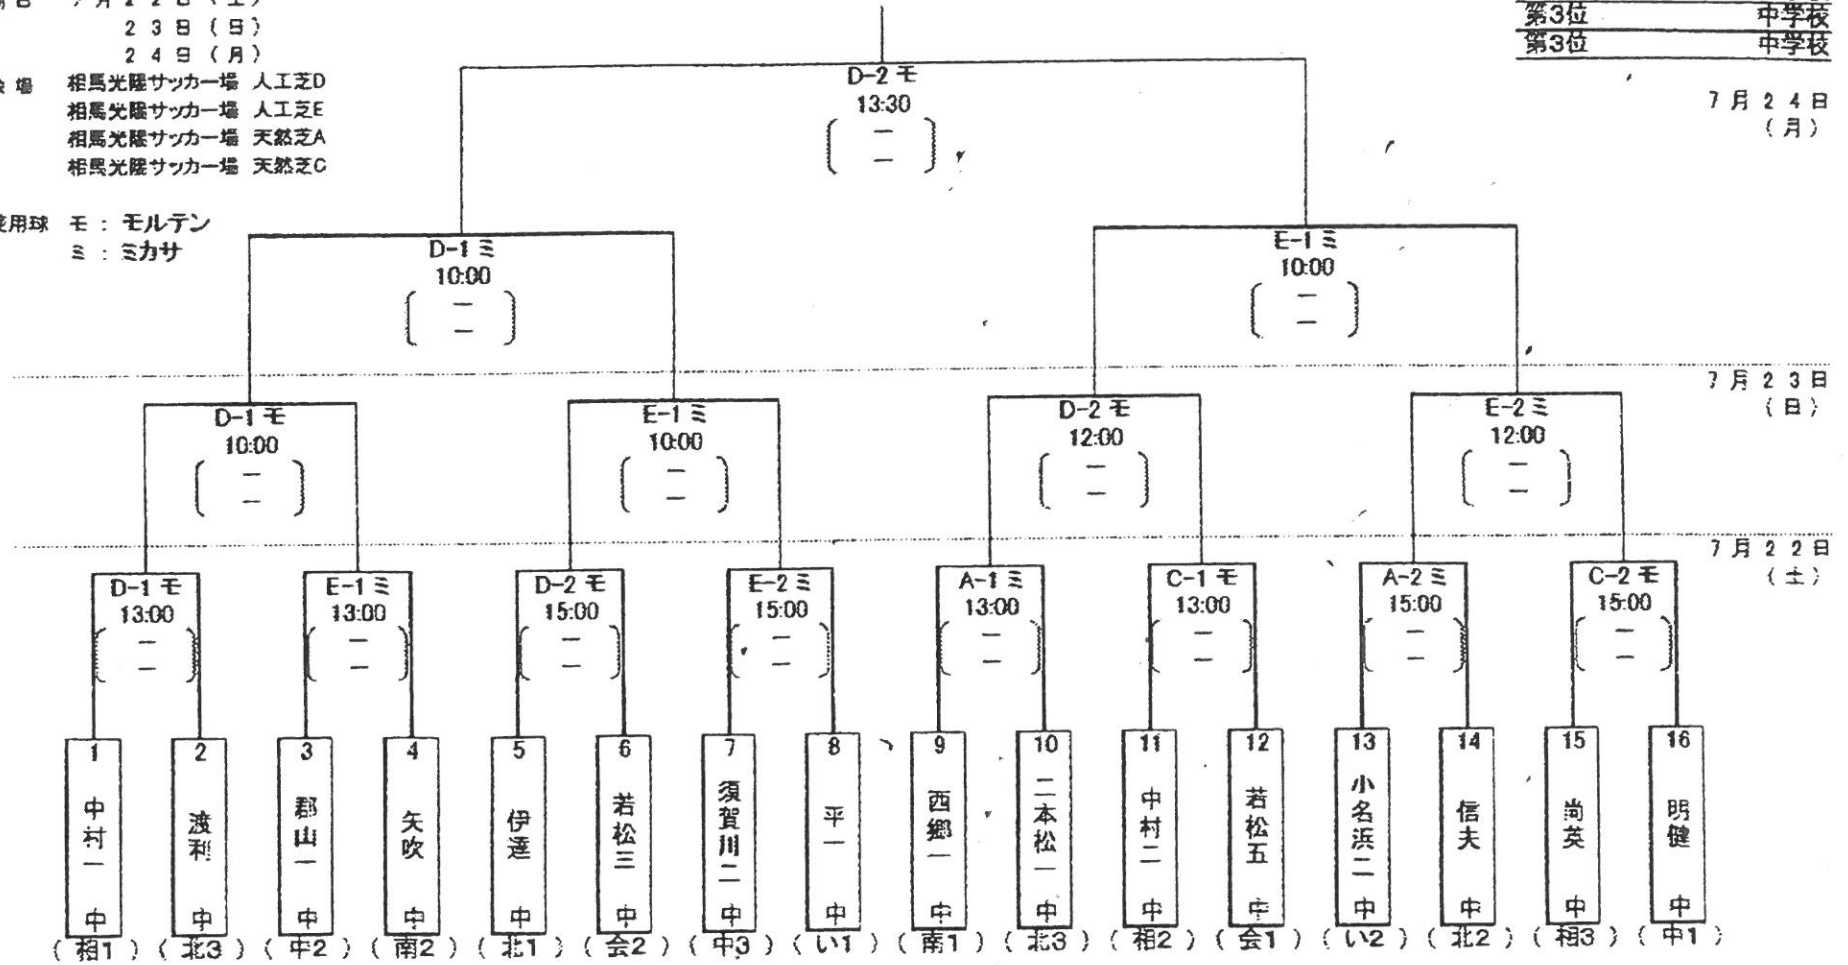 7月22日(土)
23日(日)
24日(月)
第3位 中学校
第3位 中学校
相馬光陽サッカー場 人工芝D
相馬光陽サッカー場 人工芝E
相馬光陽サッカー場 天然芝A
相馬光陽サッカー場 天然芝C
用球 モ : モルテン
ミ : ミカサ
7月24日
(月)
D-2 モ
13:30
D-1 ミ
10:00
E-1 ミ
10:00
7月23日
(日)
D-1 モ
10:00
E-1 ミ
10:00
D-2 モ
12:00
E-2 ミ
12:00
7月22日
(土)
D-1 モ
13:00
E-1 ミ
13:00
D-2 モ
15:00
E-2 ミ
15:00
A-1 ミ
13:00
C-1 モ
13:00
A-2 ミ
15:00
C-2 モ
15:00
1
中村一 中
(相1)
2
渡利 中
(北3)
3
郡山一 中
(中2)
4
矢吹 中
(南2)
5
伊達 中
(北1)
6
若松三 中
(会2)
7
須賀川二 中
(中3)
8
平一 中
(い1)
9
西郷一 中
(南1)
10
二本松一 中
(北3)
11
中村二 中
(相2)
12
若松五 中
(会1)
13
小名浜二 中
(い2)
14
信夫 中
(北2)
15
尚英 中
(相3)
16
明健 中
(中1)